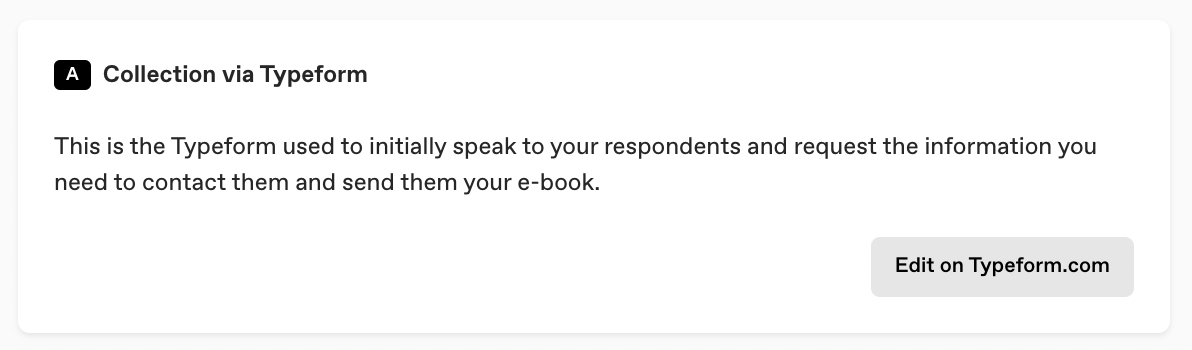 A Collection via Typeform
This is the Typeform used to initially speak to your respondents and request the information you
need to contact them and send them your e-book.
Edit on Typeform.com